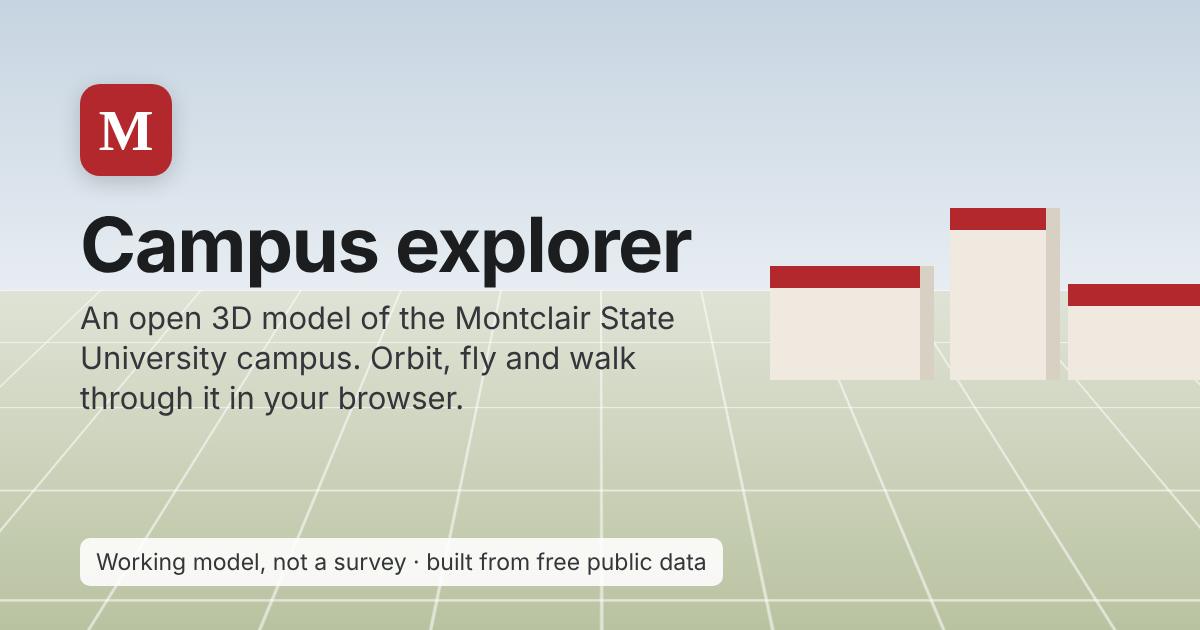 M
Campus explorer
An open 3D model of the Montclair State
University campus. Orbit, fly and walk
through it in your browser.
Working model, not a survey · built from free public data